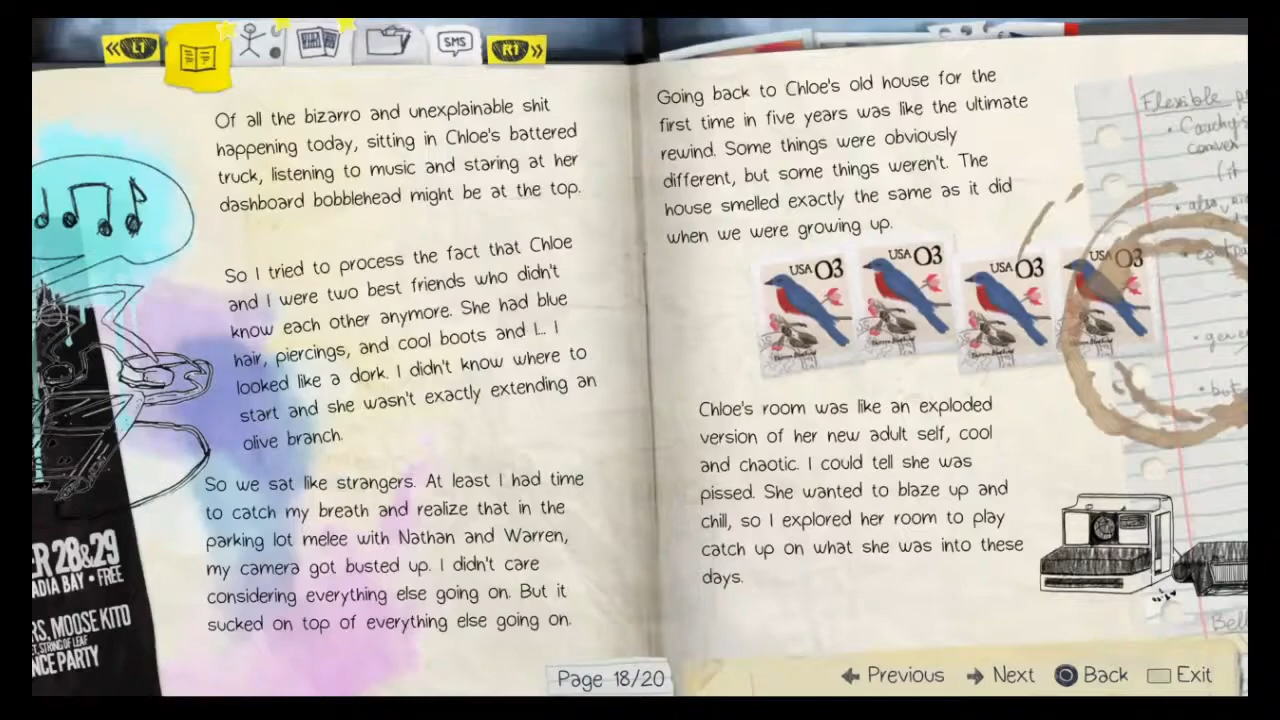 L1
SMS
R1
Of all the bizarro and unexplainable shit
happening today, sitting in Chloe's battered
truck, listening to music and staring at her
dashboard bobblehead might be at the top.
So I tried to process the fact that Chloe
and I were two best friends who didn't
know each other anymore. She had blue
hair, piercings, and cool boots and I... I
looked like a dork. I didn't know where to
start and she wasn't exactly extending an
olive branch.
So we sat like strangers. At least I had time
to catch my breath and realize that in the
parking lot melee with Nathan and Warren,
my camera got busted up. I didn't care
considering everything else going on. But it
sucked on top of everything else going on.
ER 28&29
ADIA BAY • FREE
RS, MOOSE KITO
STRING OF LEAF
NCE PARTY
Going back to Chloe's old house for the
first time in five years was like the ultimate
rewind. Some things were obviously
different, but some things weren't. The
house smelled exactly the same as it did
when we were growing up.
USA 03
USA 03
USA 03
USA 03
Chloe's room was like an exploded
version of her new adult self, cool
and chaotic. I could tell she was
pissed. She wanted to blaze up and
chill, so I explored her room to play
catch up on what she was into these
days.
Flexible
Bell
Page 18/20
Previous
Next
Back
Exit